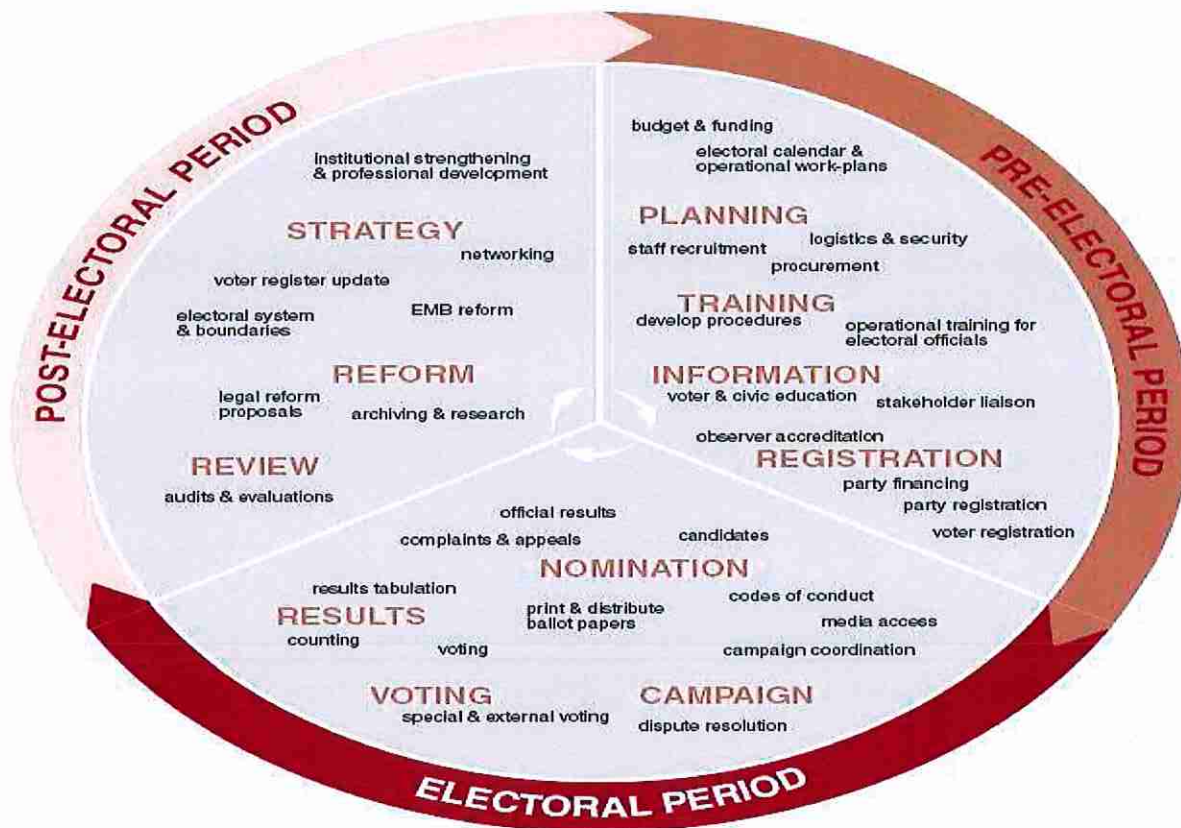 POST-ELECTORAL PERIOD
institutional strengthening
& professional development
STRATEGY
networking
voter register update
electoral system
& boundaries
EMB reform
REFORM
legal reform
proposals
archiving & research
REVIEW
audits & evaluations
PRE-ELECTORAL PERIOD
budget & funding
electoral calendar &
operational work-plans
PLANNING
logistics & security
staff recruitment
procurement
TRAINING
develop procedures
operational training for
electoral officials
INFORMATION
voter & civic education
stakeholder liaison
observer accreditation
REGISTRATION
party financing
party registration
voter registration
official results
complaints & appeals
candidates
NOMINATION
results tabulation
RESULTS
print & distribute
ballot papers
codes of conduct
media access
counting
voting
campaign coordination
VOTING
special & external voting
CAMPAIGN
dispute resolution
ELECTORAL PERIOD